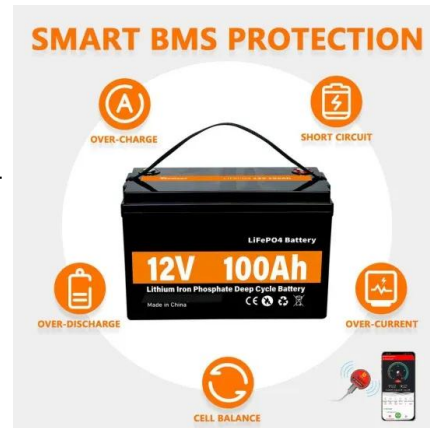 SMART BMS PROTECTION
A
OVER-CHARGE
SHORT CIRCUIT
LiFePO4 Battery
12V 100Ah
Lithium Iron Phosphate Deep Cycle Battery
Made in China
CE
OVER-DISCHARGE
OVER-CURRENT
CELL BALANCE